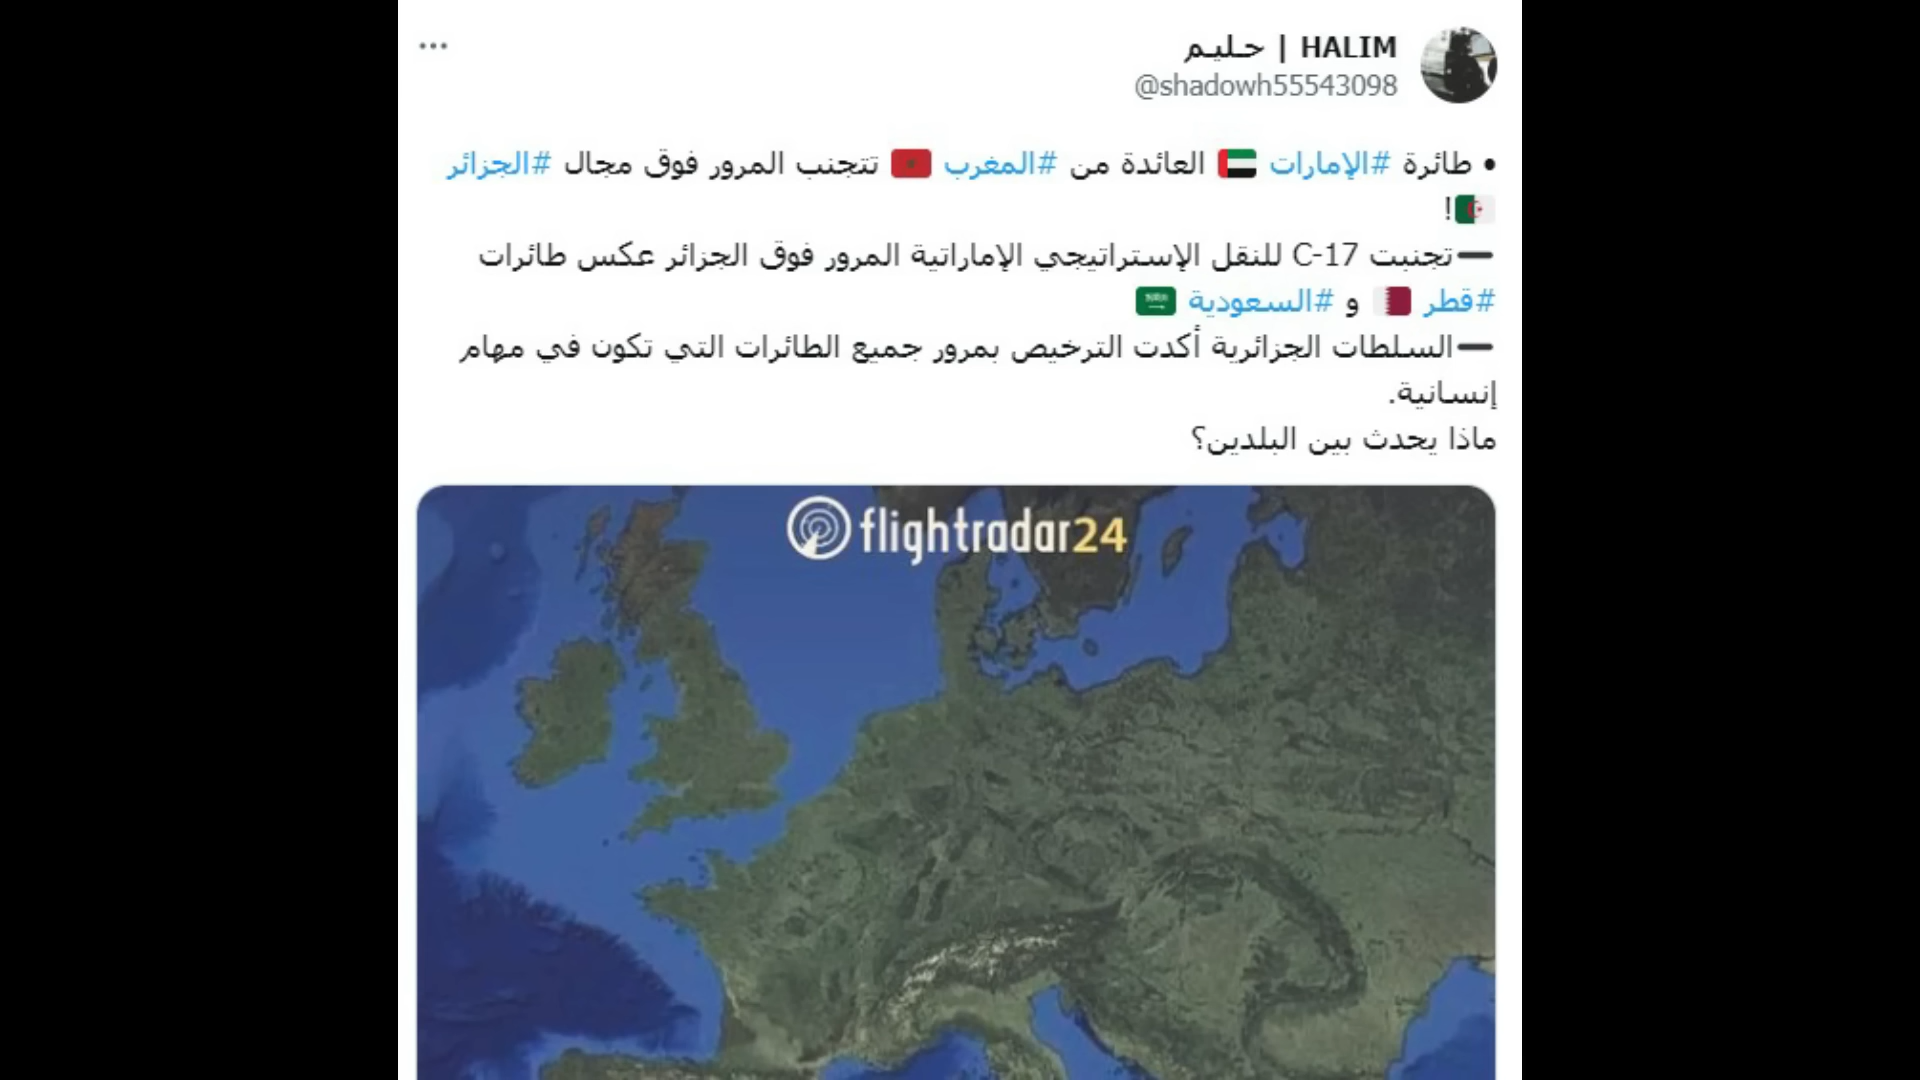 HALIM | حـليـم
@shadowh55543098
• طائرة #الإمارات 🇦🇪 العائدة من #المغرب 🇲🇦 تتجنب المرور فوق مجال #الجزائر
🇩🇿!
➖تجنبت C-17 للنقل الإستراتيجي الإماراتية المرور فوق الجزائر عكس طائرات
#قطر 🇶🇦 و #السعودية 🇸🇦
➖السلطات الجزائرية أكدت الترخيص بمرور جميع الطائرات التي تكون في مهام
إنسانية.
ماذا يحدث بين البلدين؟
flightradar24